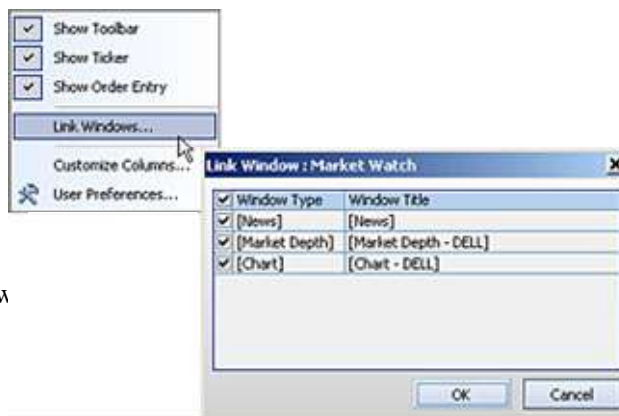 Show Toolbar
Show Ticker
Show Order Entry
Link Windows...
Customize Columns...
User Preferences...
Link Window : Market Watch
Window Type Window Title
[News] [News]
[Market Depth] [Market Depth - DELL]
[Chart] [Chart - DELL]
OK Cancel